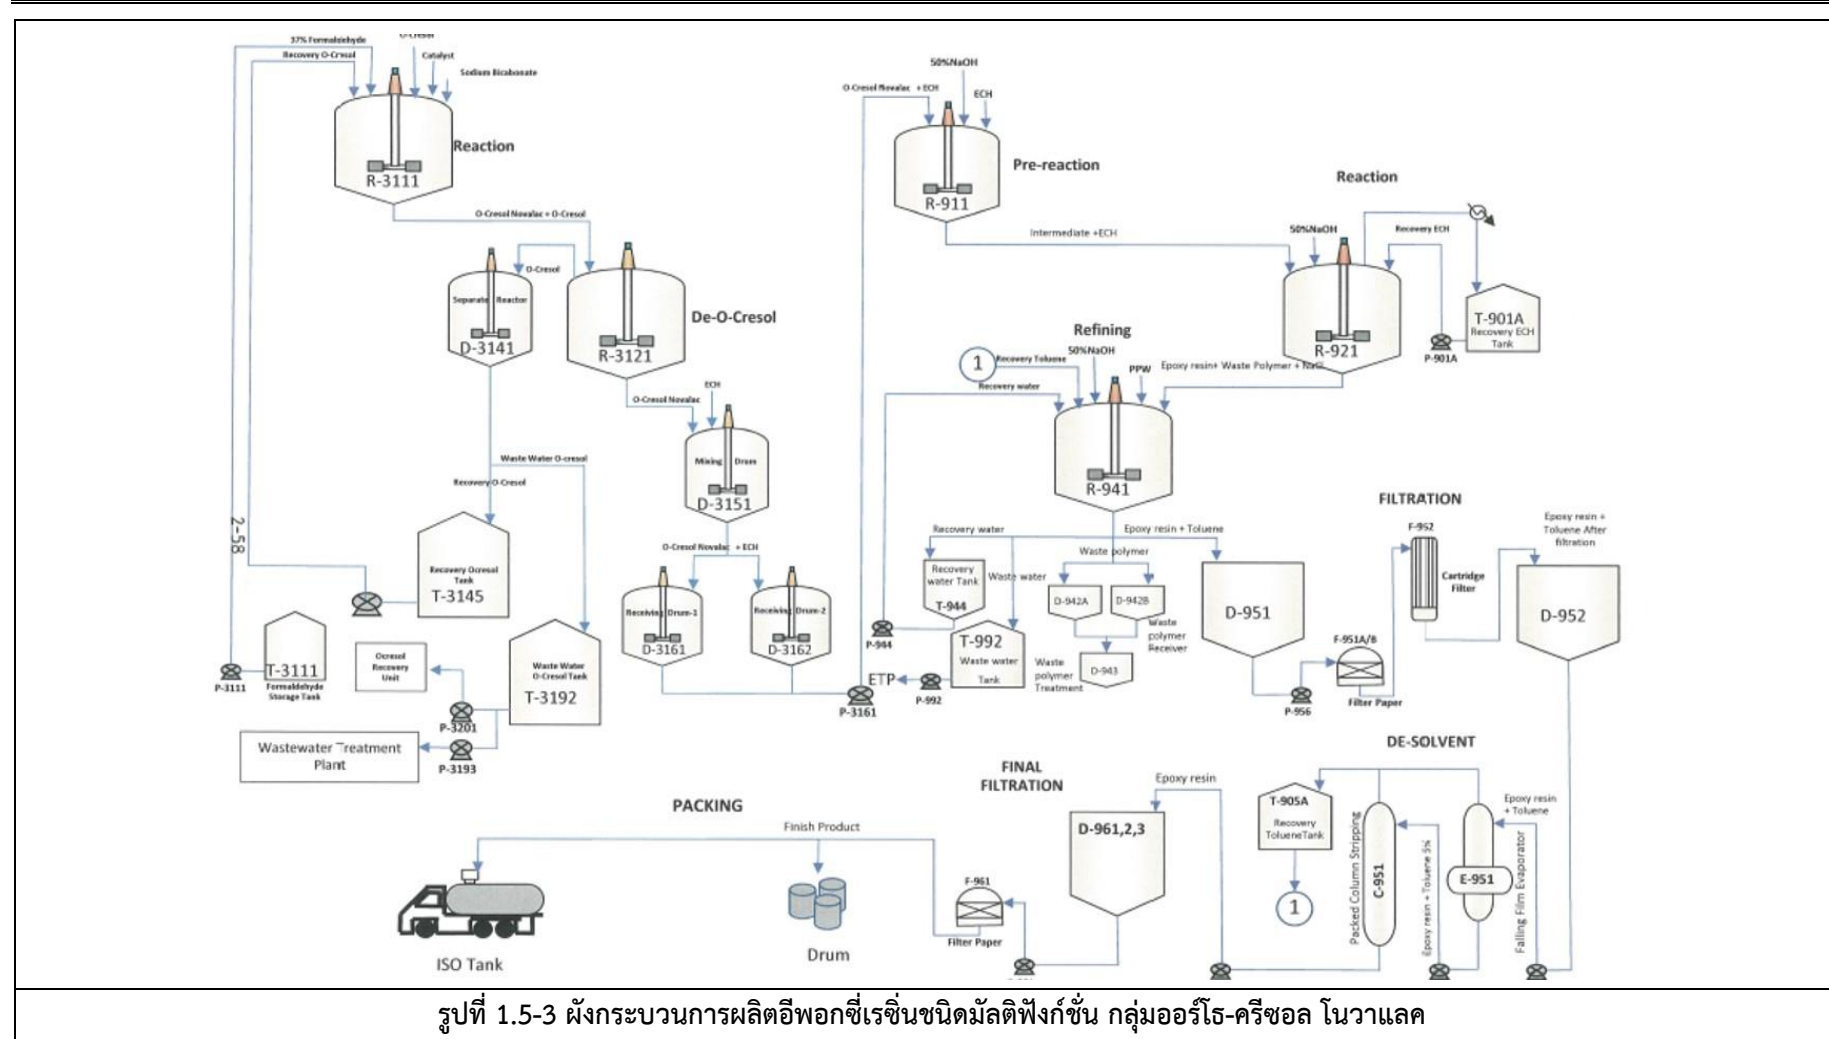 37% Formaldehyde
Recovery O-Cresol
O-Cresol
Catalyst
Sodium Bicabonate
Reaction
R-3111
O-Cresol Novalac + O-Cresol
O-Cresol
Separate Reactor
D-3141
R-3121
De-O-Cresol
ECH
O-Cresol Novalac
Mixing Drum
D-3151
Waste Water O-cresol
Recovery O-Cresol
2-58
Recovery Ocresol
Tank
T-3145
O-Cresol Novalac + ECH
Receiving Drum-1
D-3161
Receiving Drum-2
D-3162
P-3161
T-3111
Formaldehyde
Storage Tank
P-3111
Ocresol
Recovery
Unit
Waste Water
O-Cresol Tank
T-3192
P-3201
P-3193
Wastewater Treatment
Plant
50%NaOH
O-Cresol Novalac + ECH
ECH
Pre-reaction
R-911
Intermediate +ECH
Reaction
50%NaOH
Recovery ECH
R-921
T-901A
Recovery ECH
Tank
P-901A
Refining
50%NaOH
1
Recovery Toluene
PPW
Epoxy resin+ Waste Polymer + NaCl
Recovery water
R-941
Recovery water
Epoxy resin + Toluene
Waste polymer
Recovery
water Tank
T-944
Waste water
P-944
D-942A
D-942B
Waste
polymer
Receiver
D-943
Waste
polymer
Treatment
T-992
Waste water
Tank
ETP
P-992
D-951
P-956
F-951A/B
Filter Paper
FILTRATION
F-952
Cartridge
Filter
Epoxy resin +
Toluene After
filtration
D-952
DE-SOLVENT
T-905A
Recovery
TolueneTank
1
Packed Column Stripping
C-951
Epoxy resin + Toluene 5%
E-951
Falling Film Evaporator
Epoxy resin
+ Toluene
Epoxy resin
FINAL
FILTRATION
D-961,2,3
F-961
Filter Paper
PACKING
Finish Product
ISO Tank
Drum
รูปที่ 1.5-3 ผังกระบวนการผลิตอีพอกซี่เรซิ่นชนิดมัลติฟังก์ชั่น กลุ่มออร์โธ-ครีซอล โนวาแลค